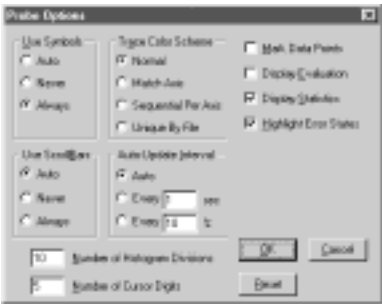 Probe Options
Use Symbols
Auto
Never
Always
Trace Color Scheme
Normal
Match Axis
Sequential Per Axis
Unique By File
Mark Data Points
Display Evaluation
Display Statistics
Highlight Error States
Use ScrollBars
Auto
Never
Always
Auto-Update Interval
Auto
Every 1 sec
Every 10 %
10 Number of Histogram Divisions
5 Number of Cursor Digits
OK Cancel
Reset